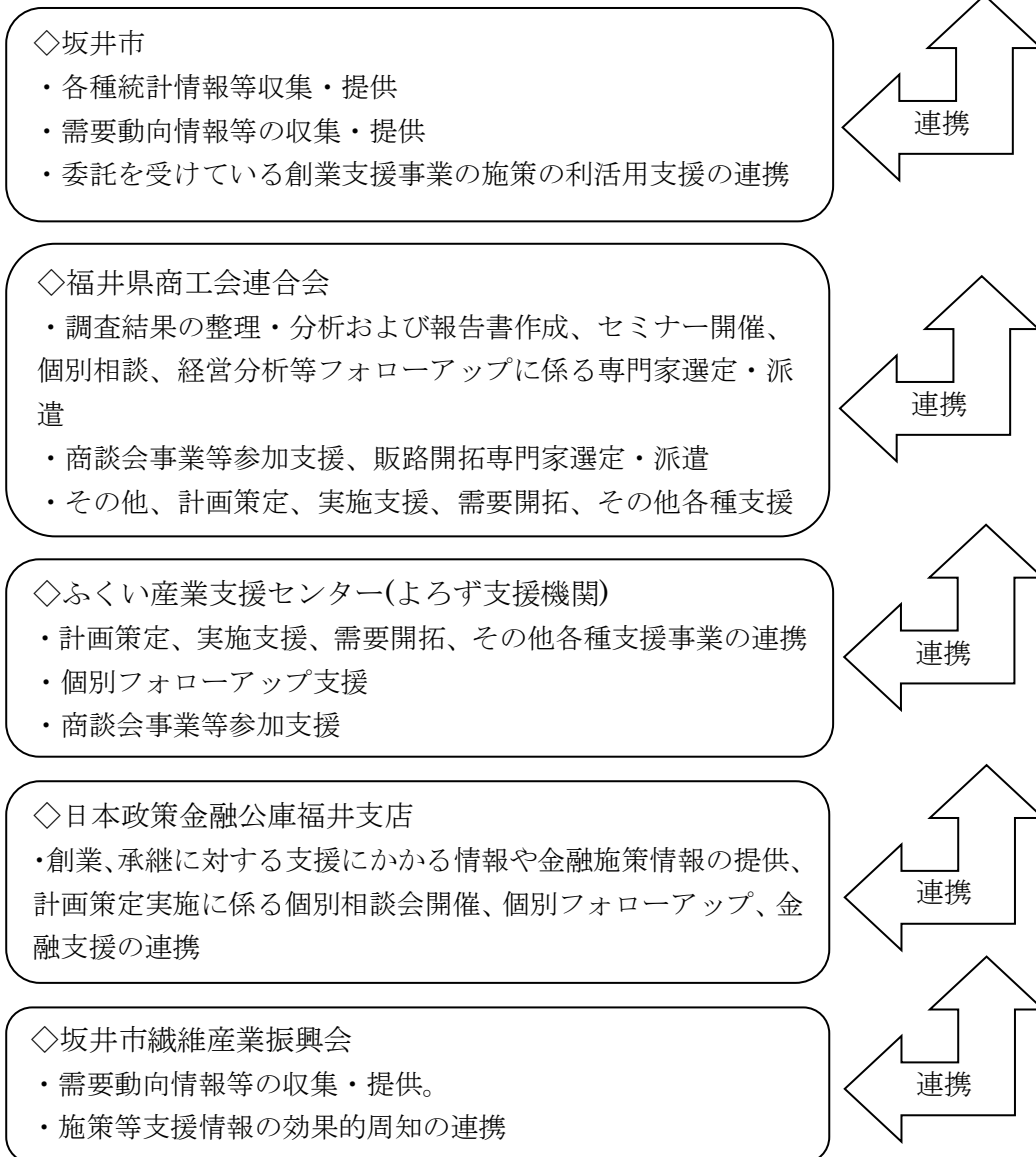 ◇坂井市
・各種統計情報等収集・提供
・需要動向情報等の収集・提供
・委託を受けている創業支援事業の施策の利活用支援の連携
連携
◇福井県商工会連合会
・調査結果の整理・分析および報告書作成、セミナー開催、
個別相談、経営分析等フォローアップに係る専門家選定・派
遣
・商談会事業等参加支援、販路開拓専門家選定・派遣
・その他、計画策定、実施支援、需要開拓、その他各種支援
連携
◇ふくい産業支援センター(よろず支援機関)
・計画策定、実施支援、需要開拓、その他各種支援事業の連携
・個別フォローアップ支援
・商談会事業等参加支援
連携
◇日本政策金融公庫福井支店
・創業、承継に対する支援にかかる情報や金融施策情報の提供、
計画策定実施に係る個別相談会開催、個別フォローアップ、金
融支援の連携
連携
◇坂井市繊維産業振興会
・需要動向情報等の収集・提供。
・施策等支援情報の効果的周知の連携
連携